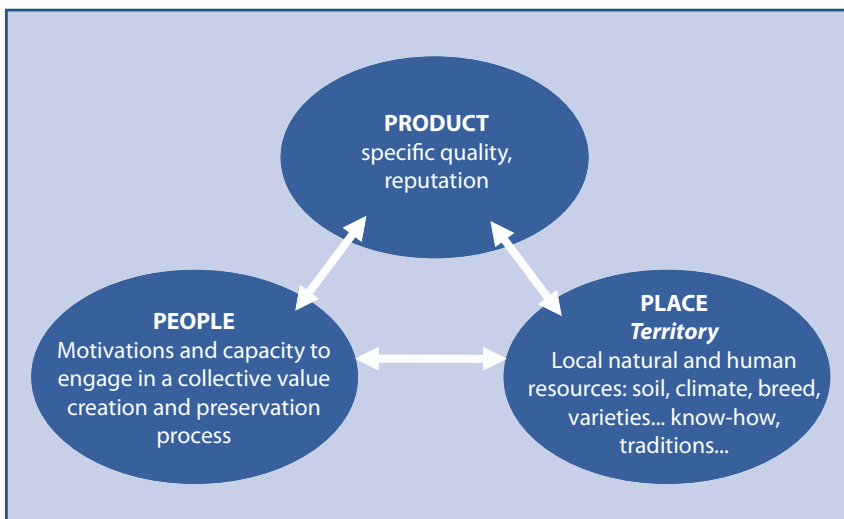 PRODUCT
specific quality,
reputation
PEOPLE
Motivations and capacity to
engage in a collective value
creation and preservation
process
PLACE
Territory
Local natural and human
resources: soil, climate, breed,
varieties... know-how,
traditions...